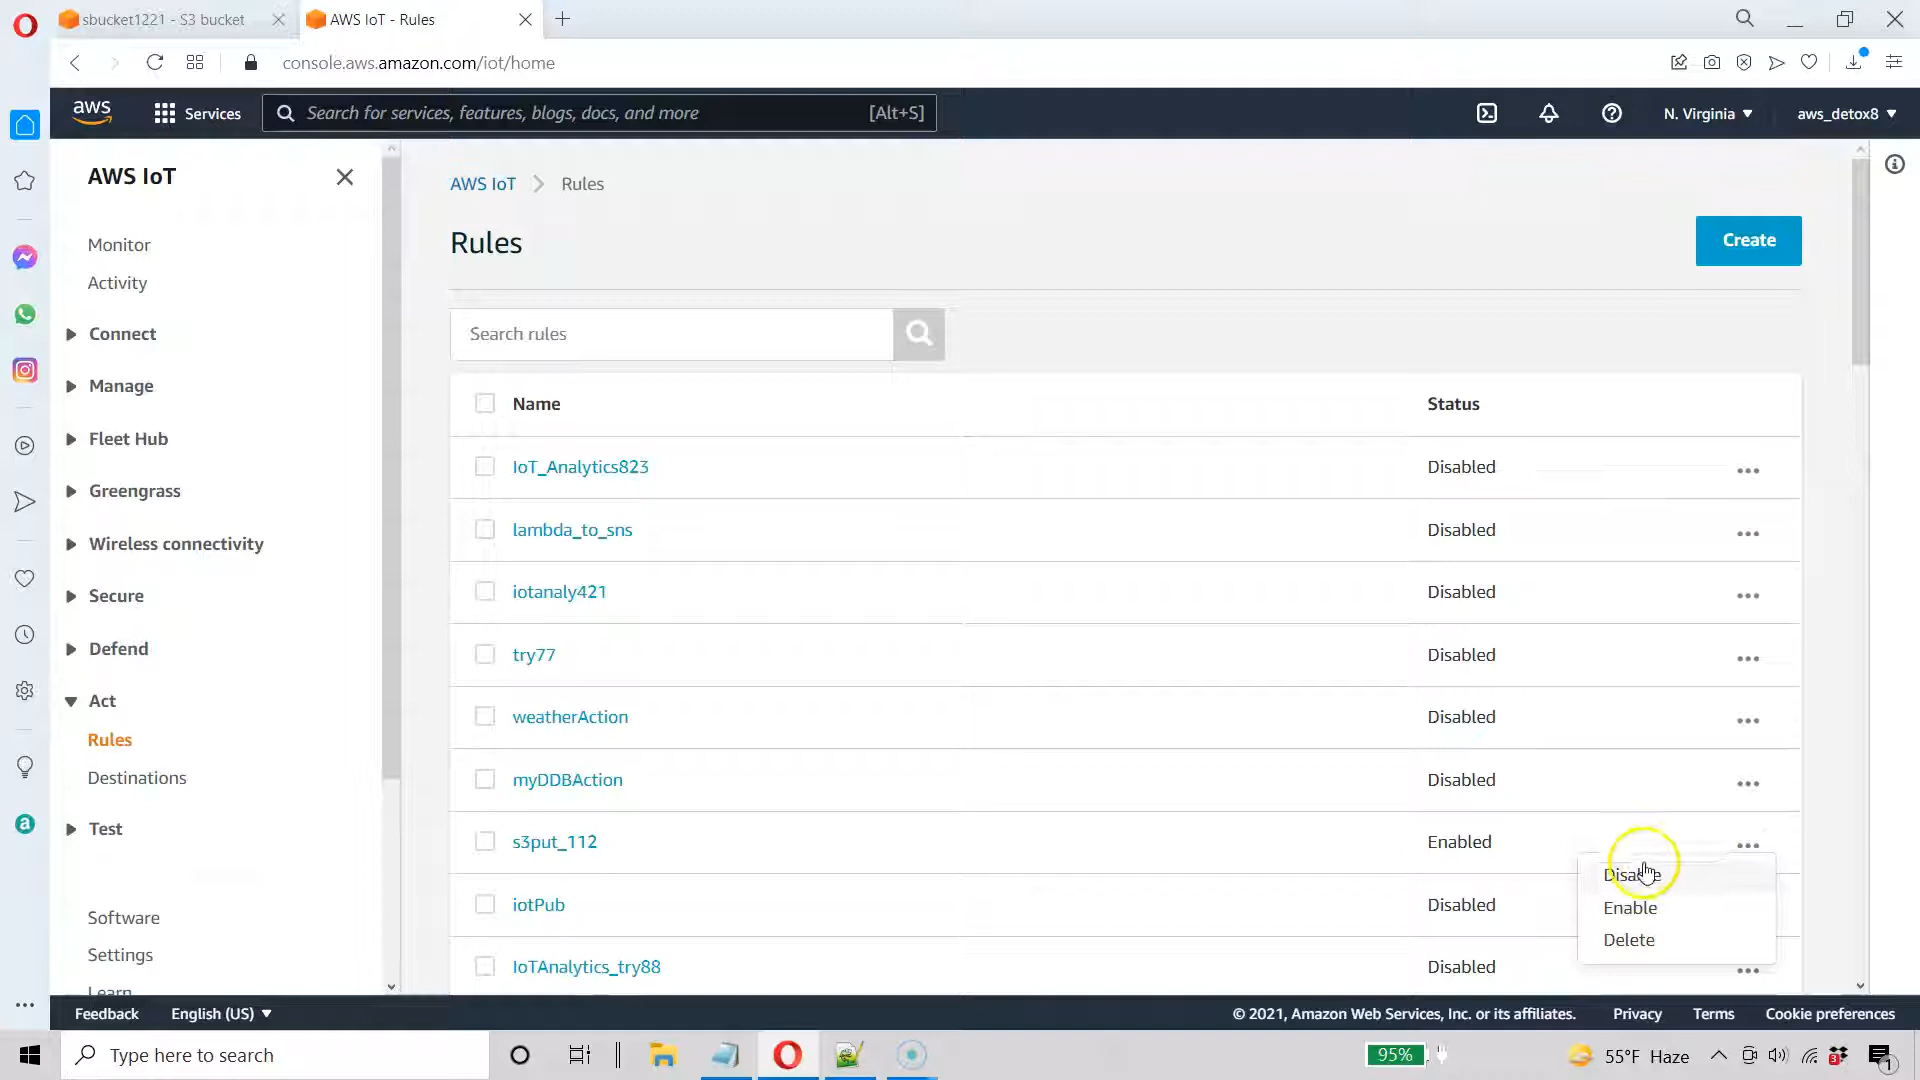 sbucket1221 - S3 bucket
AWS IoT - Rules
console.aws.amazon.com/iot/home
aws
Services
Search for services, features, blogs, docs, and more
[Alt+S]
N. Virginia
aws_detox8
AWS IoT
Monitor
Activity
Connect
Manage
Fleet Hub
Greengrass
Wireless connectivity
Secure
Defend
Act
Rules
Destinations
Test
Software
Settings
Learn
AWS IoT
Rules
Rules
Create
Search rules
Name
Status
IoT_Analytics823
Disabled
lambda_to_sns
Disabled
iotanaly421
Disabled
try77
Disabled
weatherAction
Disabled
myDDBAction
Disabled
s3put_112
Enabled
Disable
Enable
Delete
iotPub
Disabled
IoTAnalytics_try88
Disabled
Feedback
English (US)
© 2021, Amazon Web Services, Inc. or its affiliates.
Privacy
Terms
Cookie preferences
Type here to search
95%
55°F Haze
3
1